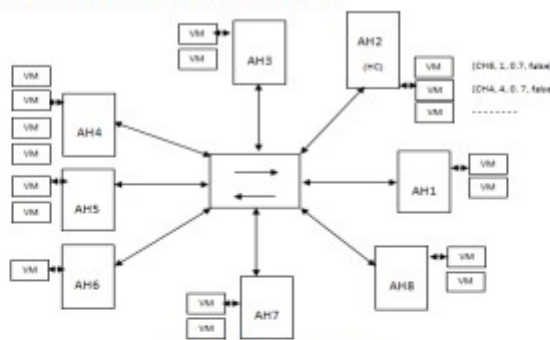 VM
VM
AH3
AH2
(HC)
VM
[CH6, 1, 0.7, false]
VM
[CH4, 4, 0.7, false
VM
--------
VM
VM
VM
VM
AH4
VM
VM
AH5
VM
AH6
VM
VM
AH7
AH1
VM
VM
AH8
VM
VM